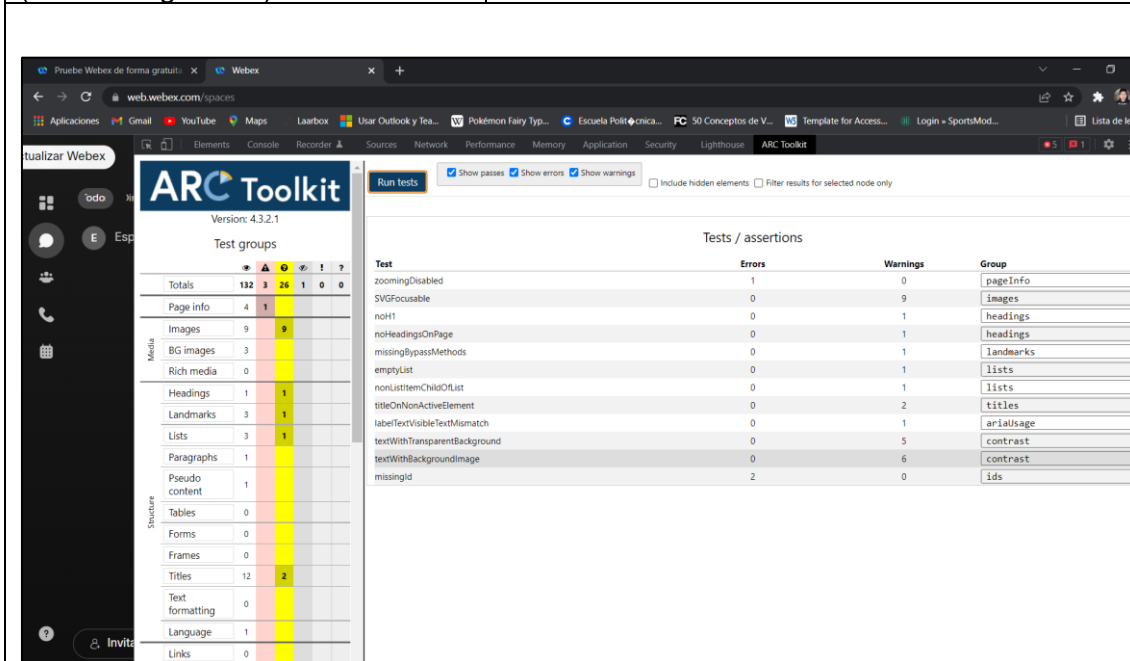 Pruebe Webex de forma gratuita
Webex
web.webex.com/spaces
Aplicaciones Gmail YouTube Maps Laarbox Usar Outlook y Tea... Pokémon Fairy Typ... Escuela Polit�cnica... 50 Conceptos de V... Template for Access... Login » SportsMod... Lista de le
Elements Console Recorder Sources Network Performance Memory Application Security Lighthouse ARC Toolkit 5 1
tualizar Webex
odo
E Esp
Invita
ARC Toolkit
Version: 4.3.2.1
Test groups
Totals 132 3 26 1 0 0
Page info 4 1
Media
Images 9 9
BG images 3
Rich media 0
Structure
Headings 1 1
Landmarks 3 1
Lists 3 1
Paragraphs 1
Pseudo
content 1
Tables 0
Forms 0
Frames 0
Titles 12 2
Text
formatting 0
Language 1
Links 0
Run tests Show passes Show errors Show warnings Include hidden elements Filter results for selected node only
Tests / assertions
Test Errors Warnings Group
zoomingDisabled 1 0 pageInfo
SVGFocusable 0 9 images
noH1 0 1 headings
noHeadingsOnPage 0 1 headings
missingBypassMethods 0 1 landmarks
emptyList 0 1 lists
nonListItemChildOfList 0 1 lists
titleOnNonActiveElement 0 2 titles
labelTextVisibleTextMismatch 0 1 ariaUsage
textWithTransparentBackground 0 5 contrast
textWithBackgroundImage 0 6 contrast
missingId 2 0 ids